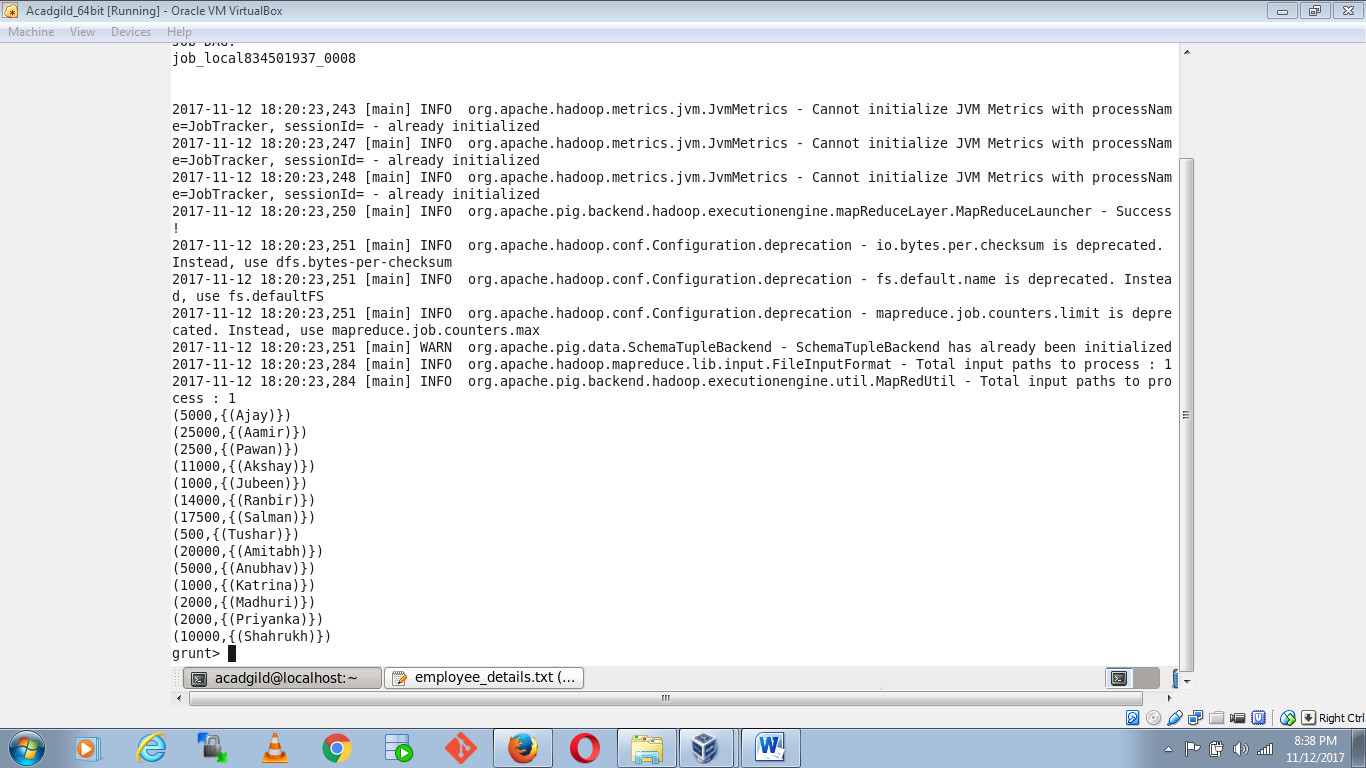 Acadgild_64bit [Running] - Oracle VM VirtualBox
Machine View Devices Help
Job DAG:
job_local834501937_0008
2017-11-12 18:20:23,243 [main] INFO  org.apache.hadoop.metrics.jvm.JvmMetrics - Cannot initialize JVM Metrics with processNam
e=JobTracker, sessionId= - already initialized
2017-11-12 18:20:23,247 [main] INFO  org.apache.hadoop.metrics.jvm.JvmMetrics - Cannot initialize JVM Metrics with processNam
e=JobTracker, sessionId= - already initialized
2017-11-12 18:20:23,248 [main] INFO  org.apache.hadoop.metrics.jvm.JvmMetrics - Cannot initialize JVM Metrics with processNam
e=JobTracker, sessionId= - already initialized
2017-11-12 18:20:23,250 [main] INFO  org.apache.pig.backend.hadoop.executionengine.mapReduceLayer.MapReduceLauncher - Success
!
2017-11-12 18:20:23,251 [main] INFO  org.apache.hadoop.conf.Configuration.deprecation - io.bytes.per.checksum is deprecated.
Instead, use dfs.bytes-per-checksum
2017-11-12 18:20:23,251 [main] INFO  org.apache.hadoop.conf.Configuration.deprecation - fs.default.name is deprecated. Instea
d, use fs.defaultFS
2017-11-12 18:20:23,251 [main] INFO  org.apache.hadoop.conf.Configuration.deprecation - mapreduce.job.counters.limit is depre
cated. Instead, use mapreduce.job.counters.max
2017-11-12 18:20:23,251 [main] WARN  org.apache.pig.data.SchemaTupleBackend - SchemaTupleBackend has already been initialized
2017-11-12 18:20:23,284 [main] INFO  org.apache.hadoop.mapreduce.lib.input.FileInputFormat - Total input paths to process : 1
2017-11-12 18:20:23,284 [main] INFO  org.apache.pig.backend.hadoop.executionengine.util.MapRedUtil - Total input paths to pro
cess : 1
(5000,{(Ajay)})
(25000,{(Aamir)})
(2500,{(Pawan)})
(11000,{(Akshay)})
(1000,{(Jubeen)})
(14000,{(Ranbir)})
(17500,{(Salman)})
(500,{(Tushar)})
(20000,{(Amitabh)})
(5000,{(Anubhav)})
(1000,{(Katrina)})
(2000,{(Madhuri)})
(2000,{(Priyanka)})
(10000,{(Shahrukh)})
grunt>
acadgild@localhost:~ employee_details.txt (...
Right Ctrl
8:38 PM
11/12/2017